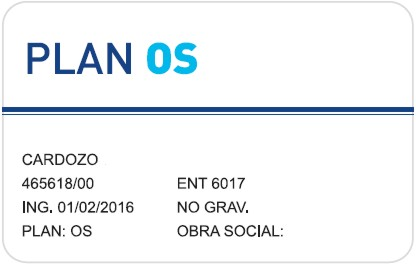 PLAN OS
CARDOZO
465618/00 ENT 6017
ING. 01/02/2016 NO GRAV.
PLAN: OS OBRA SOCIAL: